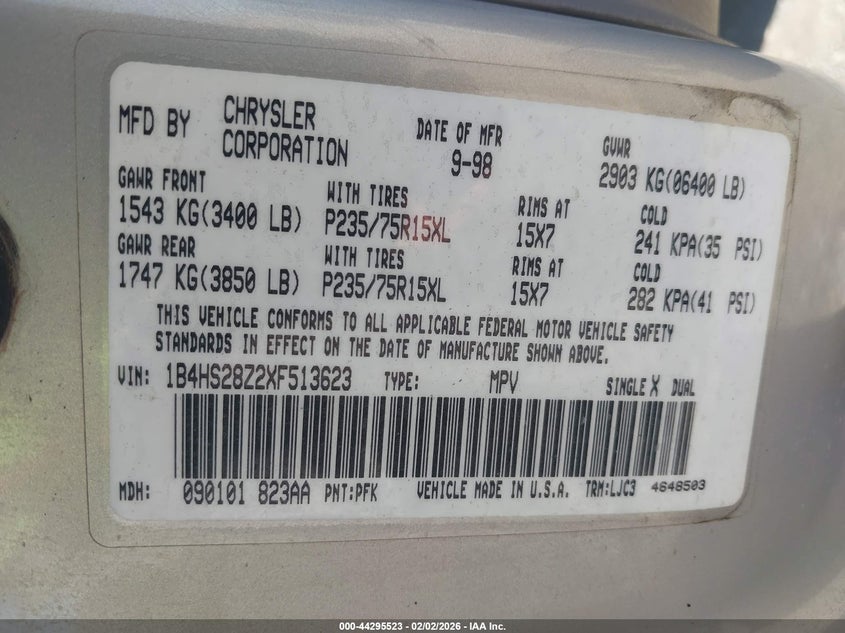 MFD BY CHRYSLER CORPORATION DATE OF MFR 9-98 GVWR 2903 KG(06400 LB)
GAWR FRONT WITH TIRES RIMS AT COLD
1543 KG(3400 LB) P235/75R15XL 15X7 241 KPA(35 PSI)
GAWR REAR WITH TIRES RIMS AT COLD
1747 KG(3850 LB) P235/75R15XL 15X7 282 KPA(41 PSI)
THIS VEHICLE CONFORMS TO ALL APPLICABLE FEDERAL MOTOR VEHICLE SAFETY
STANDARDS IN EFFECT ON THE DATE OF MANUFACTURE SHOWN ABOVE.
VIN: 1B4HS28Z2XF513623 TYPE: MPV SINGLE X DUAL
MDH: 090101 823AA PNT:PFK VEHICLE MADE IN U.S.A. TRM:LJC3 4648503
000-44295523 | 02/02/2026 | IAA Inc.